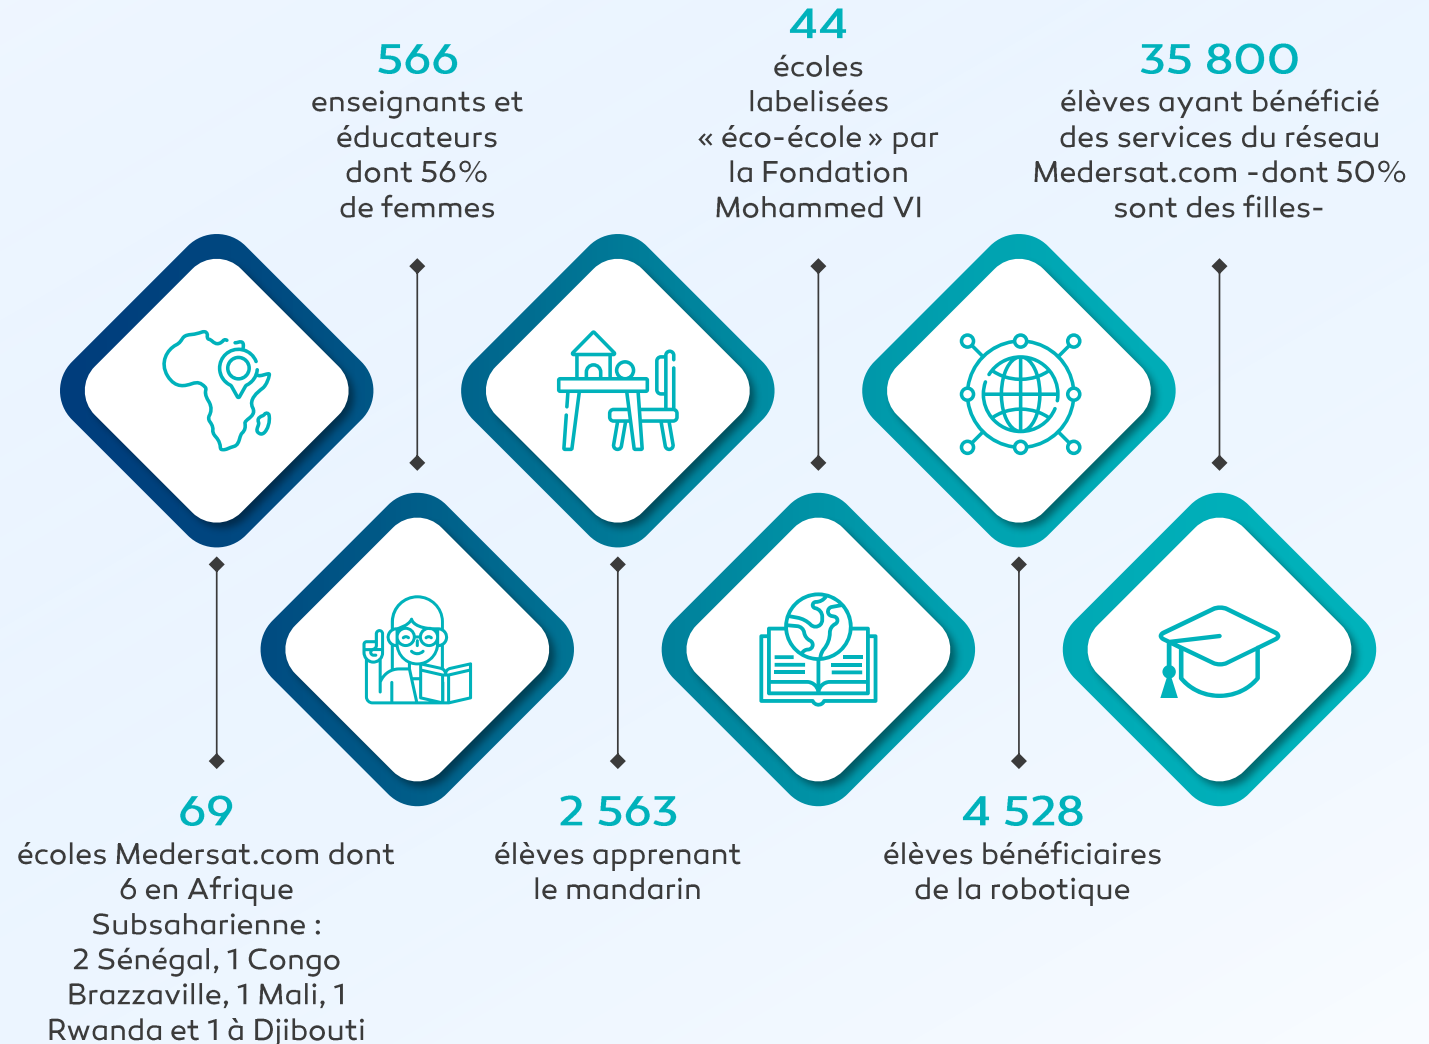 566
enseignants et
éducateurs
dont 56%
de femmes
44
écoles
labelisées
« éco-école » par
la Fondation
Mohammed VI
35 800
élèves ayant bénéficié
des services du réseau
Medersat.com -dont 50%
sont des filles-
69
écoles Medersat.com dont
6 en Afrique
Subsaharienne :
2 Sénégal, 1 Congo
Brazzaville, 1 Mali, 1
Rwanda et 1 à Djibouti
2 563
élèves apprenant
le mandarin
4 528
élèves bénéficiaires
de la robotique